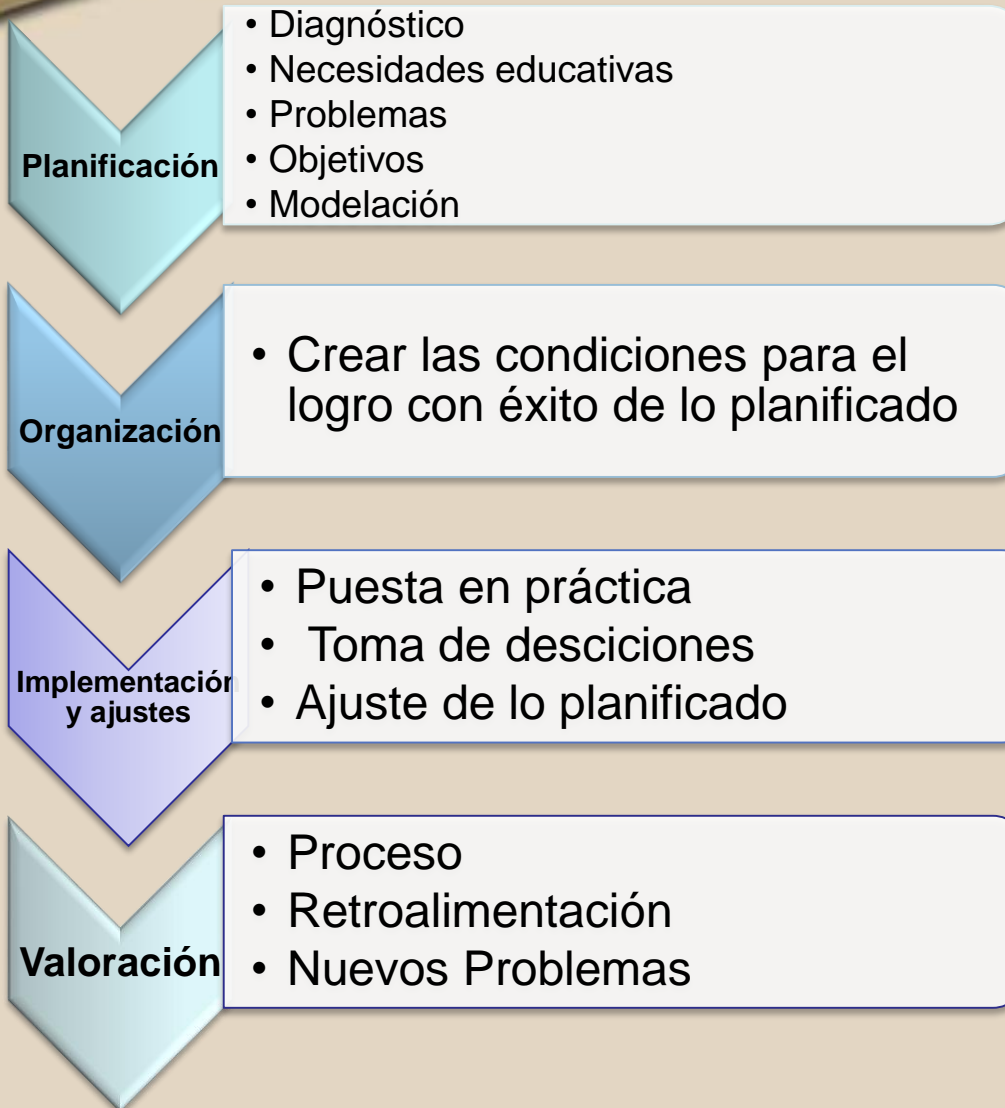 Planificación
• Diagnóstico
• Necesidades educativas
• Problemas
• Objetivos
• Modelación
Organización
• Crear las condiciones para el
logro con éxito de lo planificado
Implementación
y ajustes
• Puesta en práctica
• Toma de desciciones
• Ajuste de lo planificado
Valoración
• Proceso
• Retroalimentación
• Nuevos Problemas